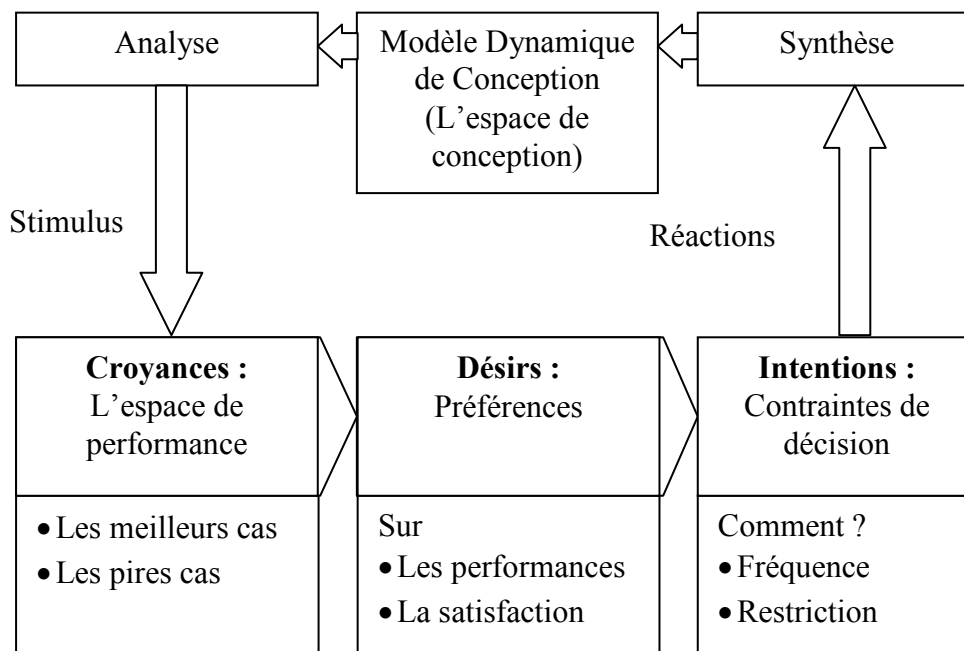 Analyse
Modèle Dynamique
de Conception
(L’espace de
conception)
Synthèse
Stimulus
Réactions
Croyances :
L’espace de
performance
Désirs :
Préférences
Intentions :
Contraintes de
décision
• Les meilleurs cas
• Les pires cas
Sur
• Les performances
• La satisfaction
Comment ?
• Fréquence
• Restriction